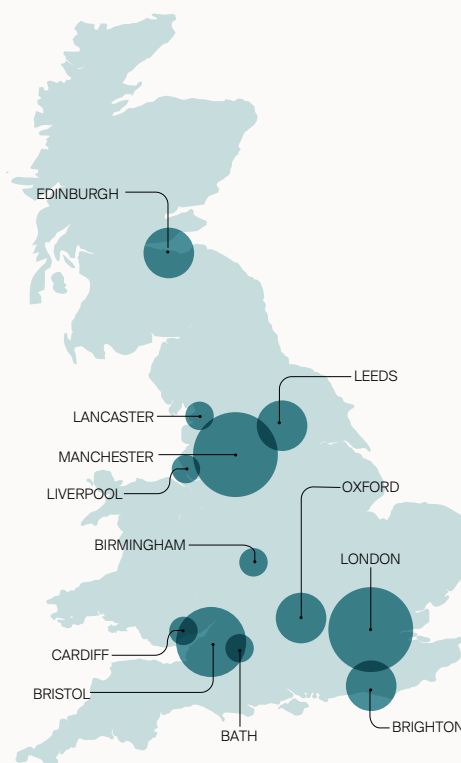 EDINBURGH
LEEDS
LANCASTER
MANCHESTER
LIVERPOOL
OXFORD
BIRMINGHAM
LONDON
CARDIFF
BRISTOL
BRIGHTON
BATH